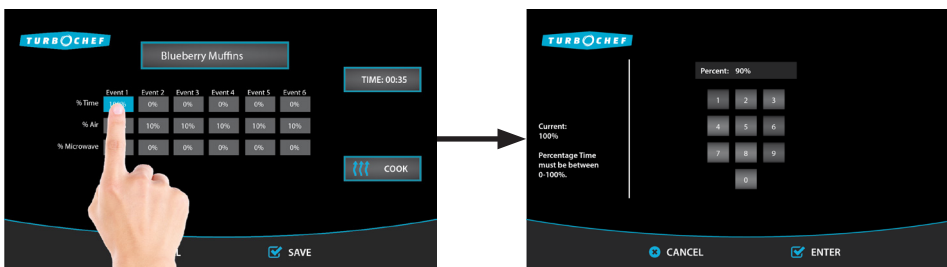 TURBOCHEF
Blueberry Muffins
TIME: 00:35
Event 1 Event 2 Event 3 Event 4 Event 5 Event 6
% Time 0% 0% 0% 0% 0%
% Air 10% 10% 10% 10% 10%
% Microwave 0% 0% 0% 0% 0%
COOK
SAVE
TURBOCHEF
Percent: 90%
1 2 3
4 5 6
7 8 9
0
Current:
100%
Percentage Time
must be between
0-100%.
CANCEL ENTER